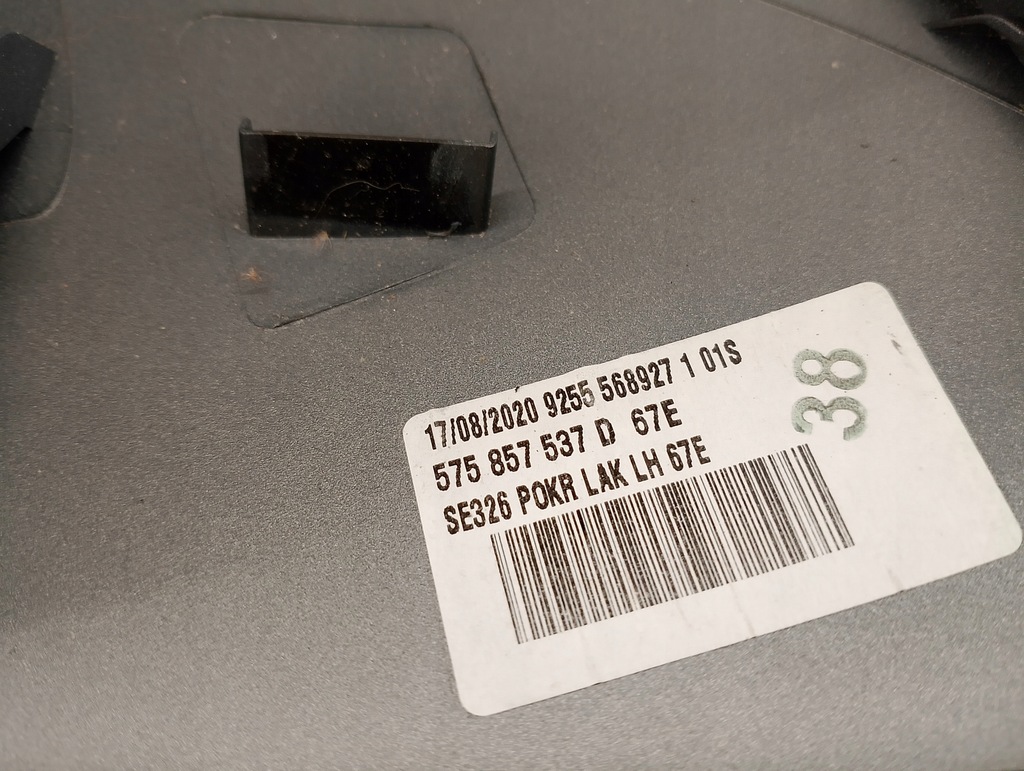 17/08/2020 9255 568927 1 01S
575 857 537 D 67E
SE326 POKR LAK LH 67E
38